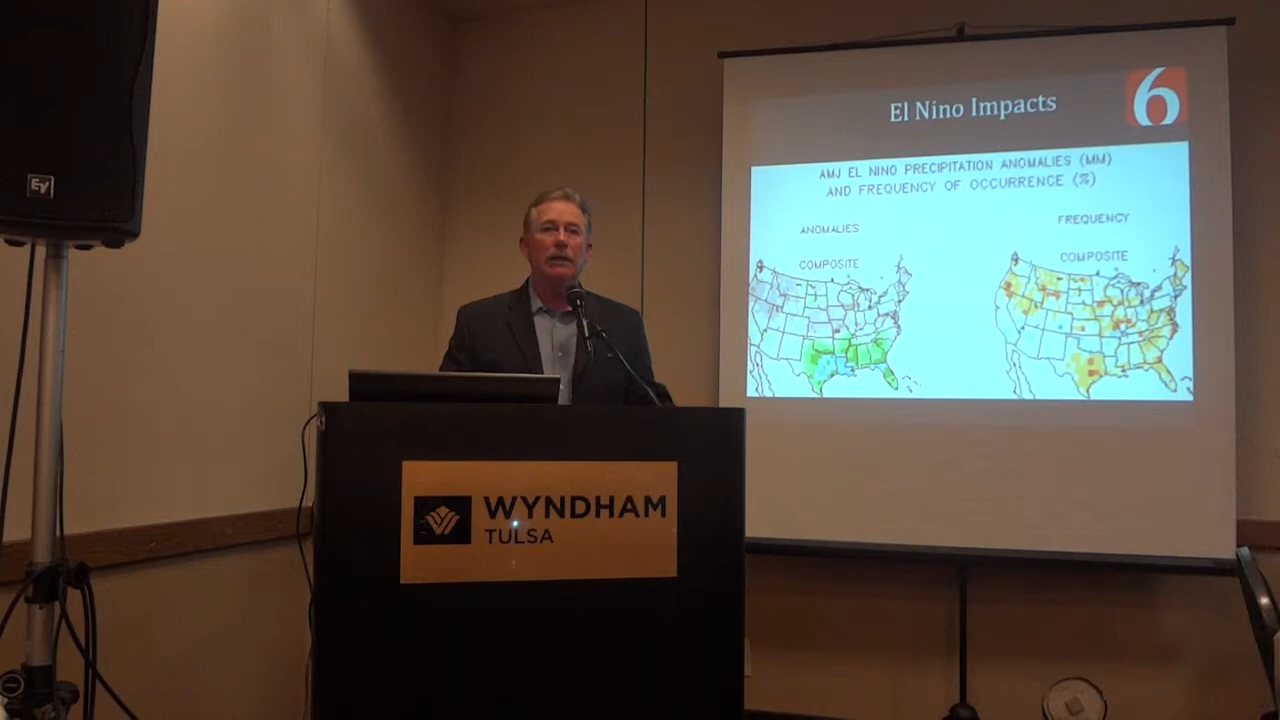 EV
El Nino Impacts
6
AMJ EL NINO PRECIPITATION ANOMALIES (MM)
AND FREQUENCY OF OCCURRENCE (%)
ANOMALIES
FREQUENCY
COMPOSITE
COMPOSITE
WYNDHAM
TULSA